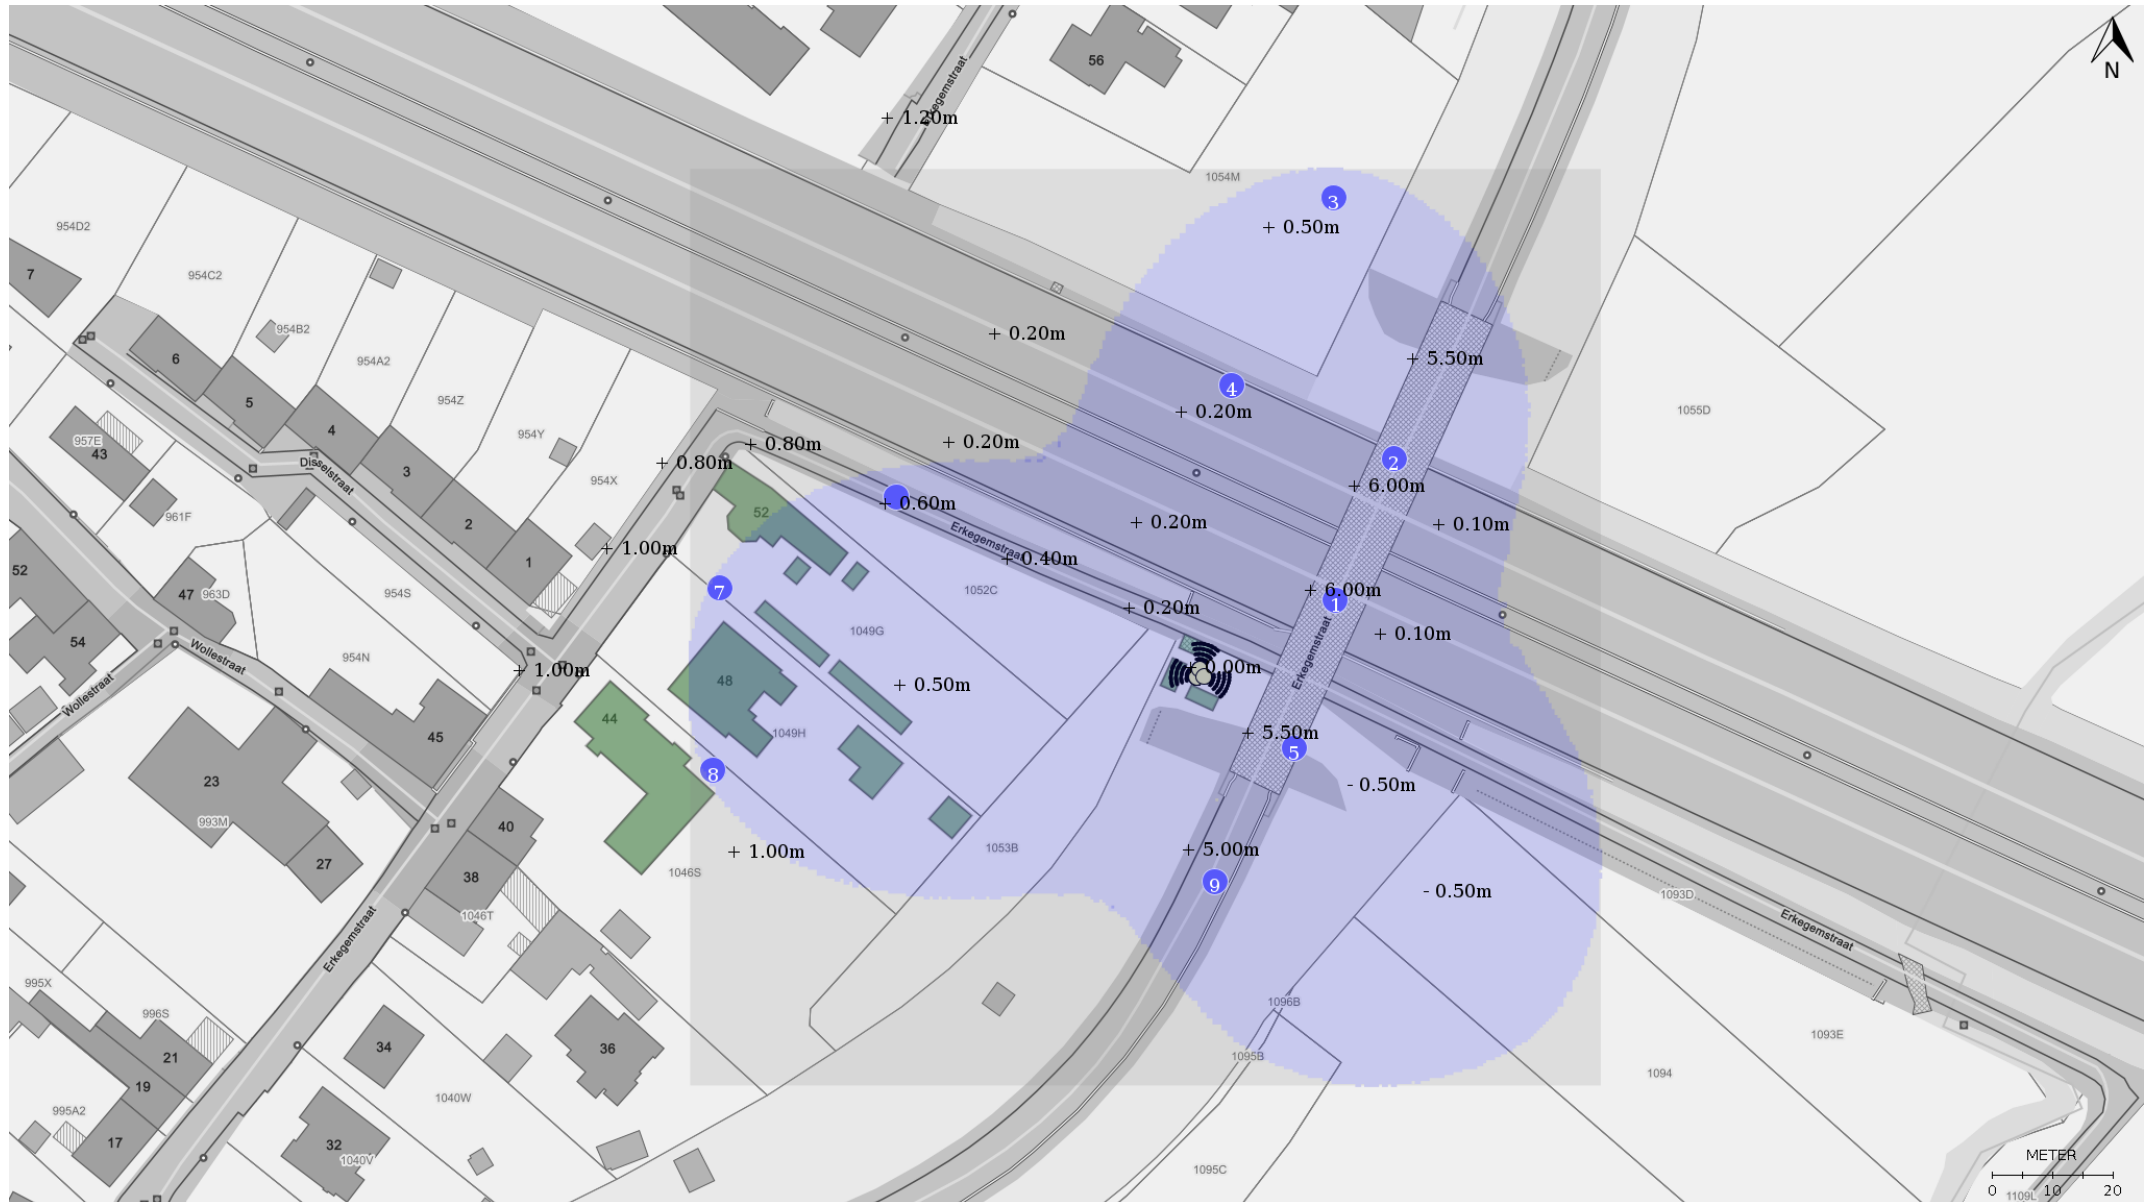 56
N
Erkegemstraat
+ 1.20m
1054M
3
954D2
+ 0.50m
7
954C2
954B2
+ 0.20m
6
954A2
+ 5.50m
5
4
954Z
+ 0.20m
1055D
4
954Y
957E
43
+ 0.20m
+ 0.80m
Disselstraat
3
+ 0.80m
2
954X
+ 6.00m
961F
2
52
+ 0.60m
+ 0.20m
+ 0.10m
Erkegemstraat
+ 1.00m
+ 0.40m
52
1
954S
7
1052C
+ 6.00m
47
963D
1
+ 0.20m
54
1049G
+ 0.10m
Wollestraat
954N
+ 1.00m
Erkegemstraat
+ 0.00m
Wollestraat
48
+ 0.50m
44
45
1049H
+ 5.50m
5
23
8
- 0.50m
993M
40
1053B
+ 5.00m
27
+ 1.00m
38
1046S
9
- 0.50m
1093D
1046T
Erkegemstraat
Erkegemstraat
995X
1096B
996S
1093E
34
36
21
1095B
1094
19
1040W
995A2
17
32
1040V
1095C
METER
0 10 20
1109L